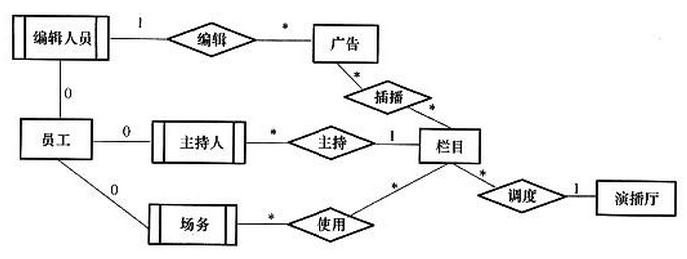 编辑人员 1 编辑 * 广告
0 * 插播 *
员工 0 主持人 * 主持 1 栏目
0 * * 调度 1 演播厅
场务 * 使用